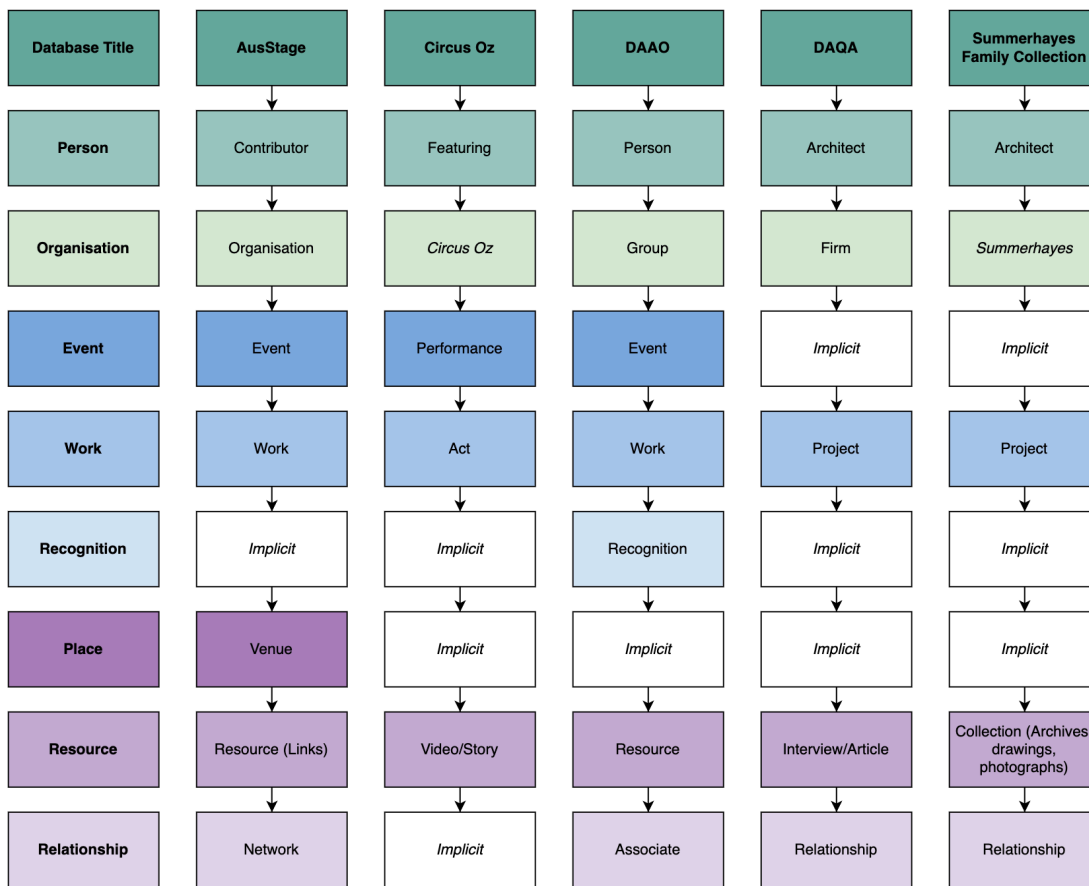 Database Title
AusStage
Circus Oz
DAAO
DAQA
Summerhayes
Family Collection
Person
Contributor
Featuring
Person
Architect
Architect
Organisation
Organisation
Circus Oz
Group
Firm
Summerhayes
Event
Event
Performance
Event
Implicit
Implicit
Work
Work
Act
Work
Project
Project
Recognition
Implicit
Implicit
Recognition
Implicit
Implicit
Place
Venue
Implicit
Implicit
Implicit
Implicit
Resource
Resource (Links)
Video/Story
Resource
Interview/Article
Collection (Archives
drawings,
photographs)
Relationship
Network
Implicit
Associate
Relationship
Relationship